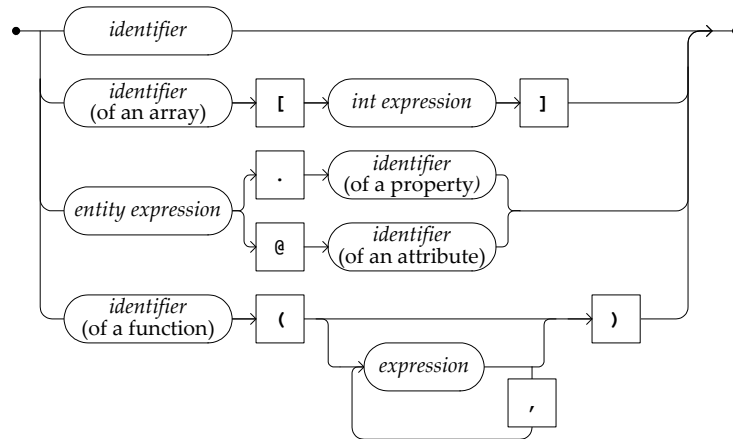 identifier
identifier
(of an array)
[
int expression
]
entity expression
.
identifier
(of a property)
@
identifier
(of an attribute)
identifier
(of a function)
(
expression
,
)